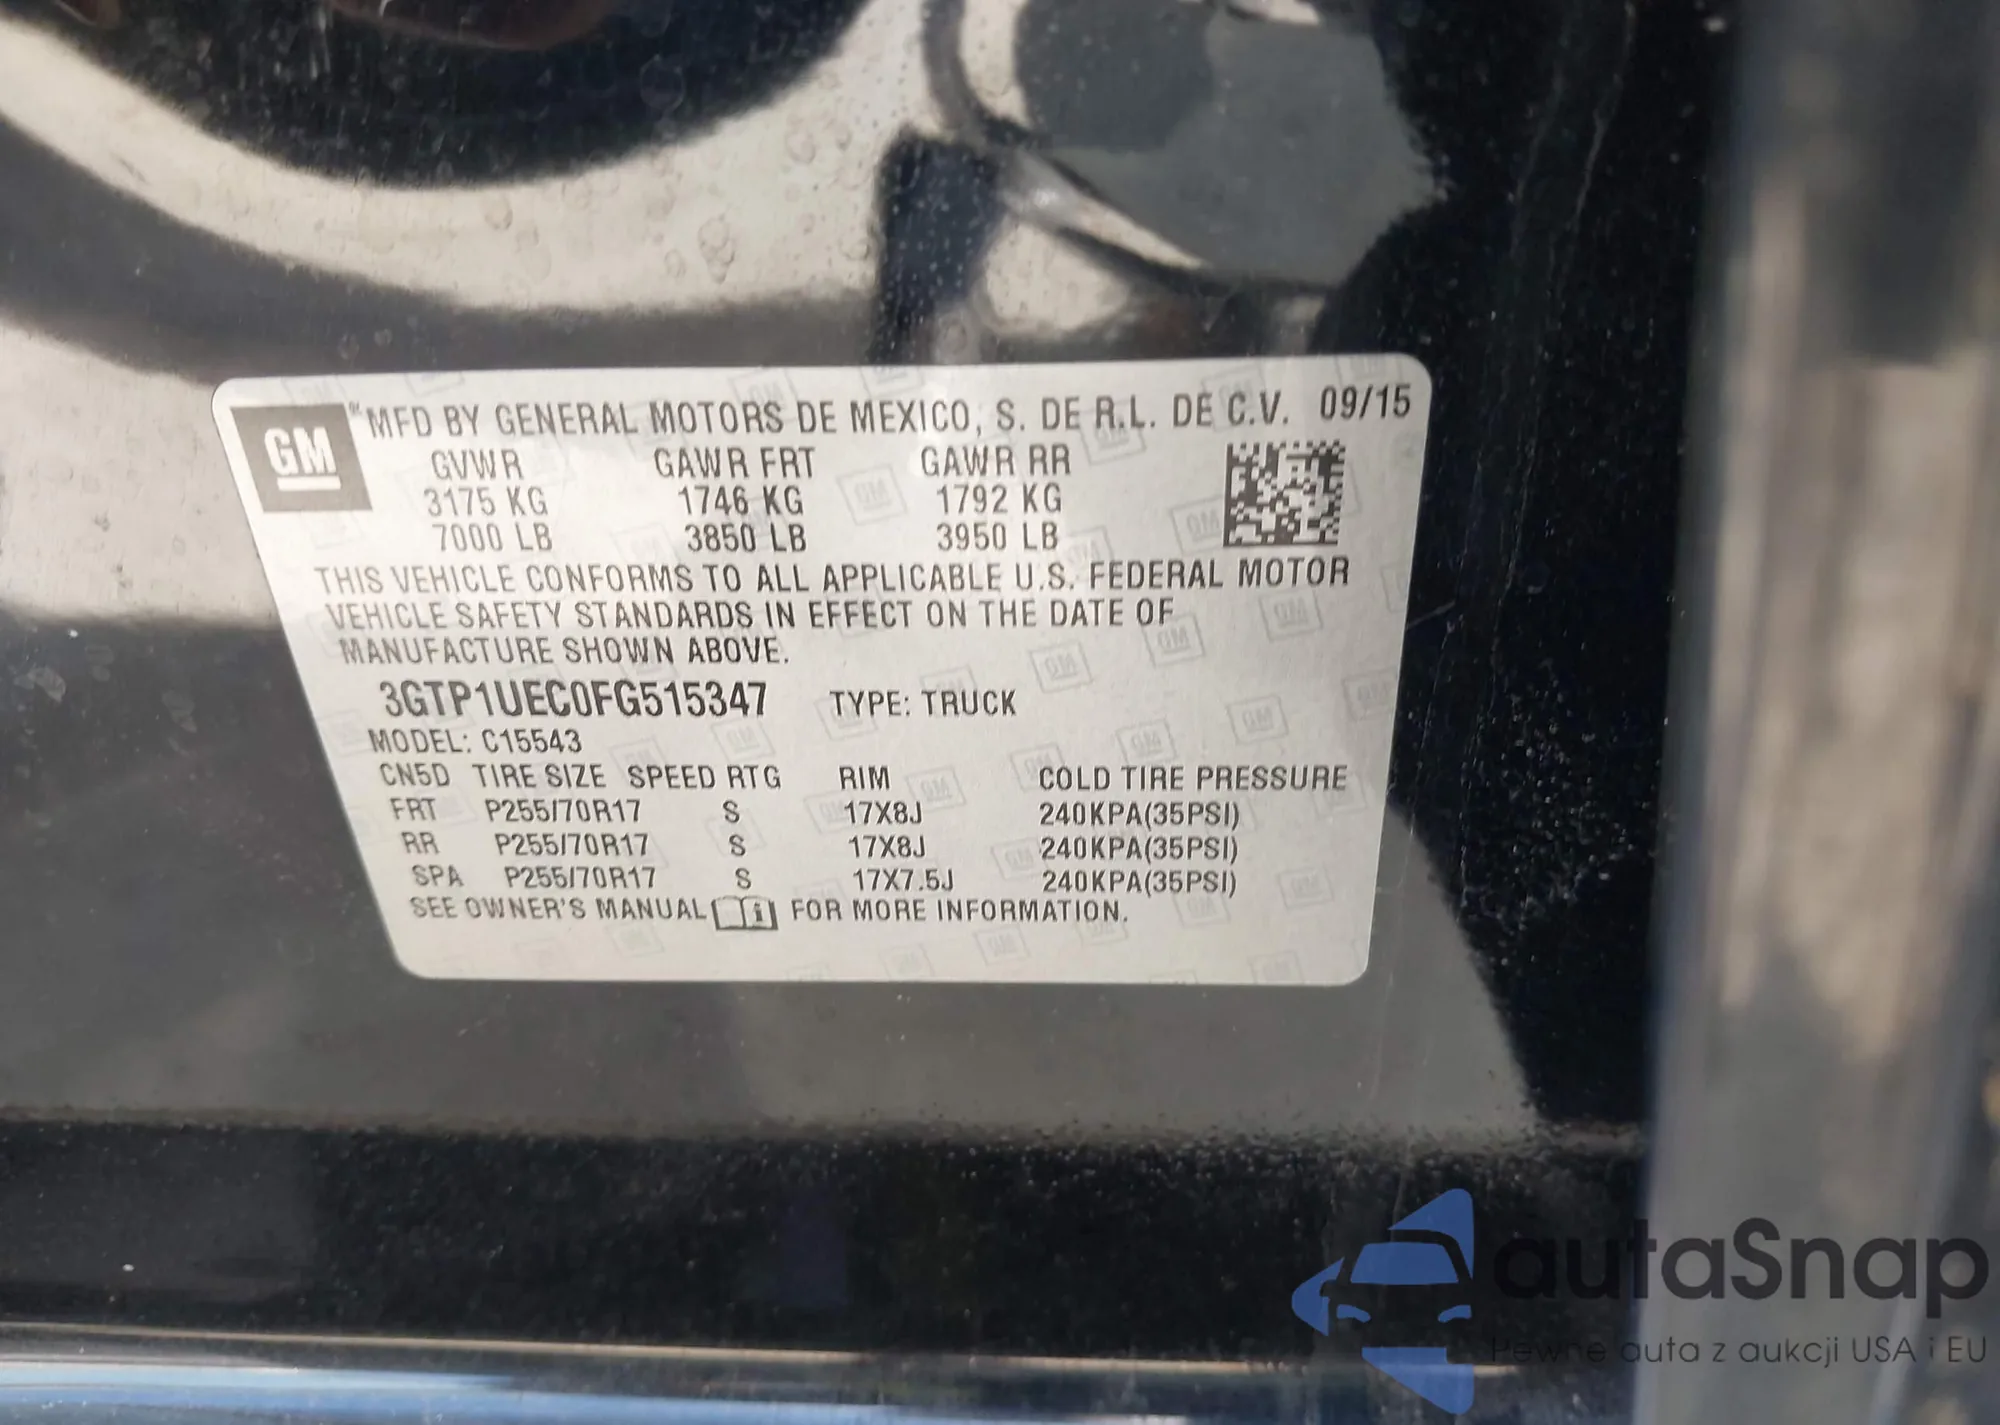 GM
MFD BY GENERAL MOTORS DE MEXICO, S. DE R.L. DE C.V. 09/15
GVWR GAWR FRT GAWR RR
3175 KG 1746 KG 1792 KG
7000 LB 3850 LB 3950 LB
THIS VEHICLE CONFORMS TO ALL APPLICABLE U.S. FEDERAL MOTOR
VEHICLE SAFETY STANDARDS IN EFFECT ON THE DATE OF
MANUFACTURE SHOWN ABOVE.
3GTP1UEC0FG515347 TYPE: TRUCK
MODEL: C15543
CN5D TIRE SIZE SPEED RTG RIM COLD TIRE PRESSURE
FRT P255/70R17 S 17X8J 240KPA(35PSI)
RR P255/70R17 S 17X8J 240KPA(35PSI)
SPA P255/70R17 S 17X7.5J 240KPA(35PSI)
SEE OWNER'S MANUAL FOR MORE INFORMATION.
autaSnap
Pewne auta z aukcji USA i EU